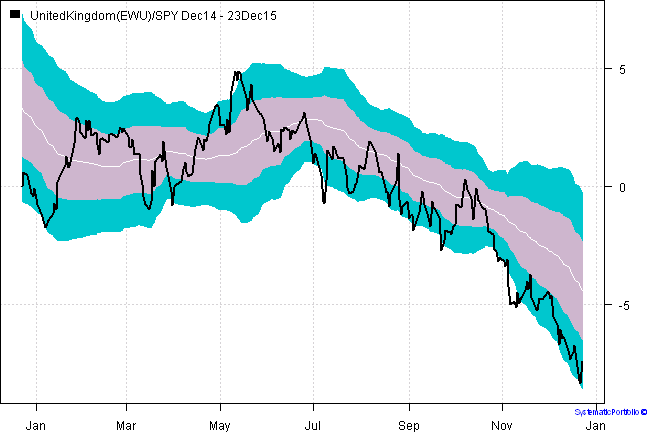 UnitedKingdom(EWU)/SPY Dec14 - 23Dec15
5
0
-5
Jan Mar May Jul Sep Nov Jan
SystematicPortfolio ©